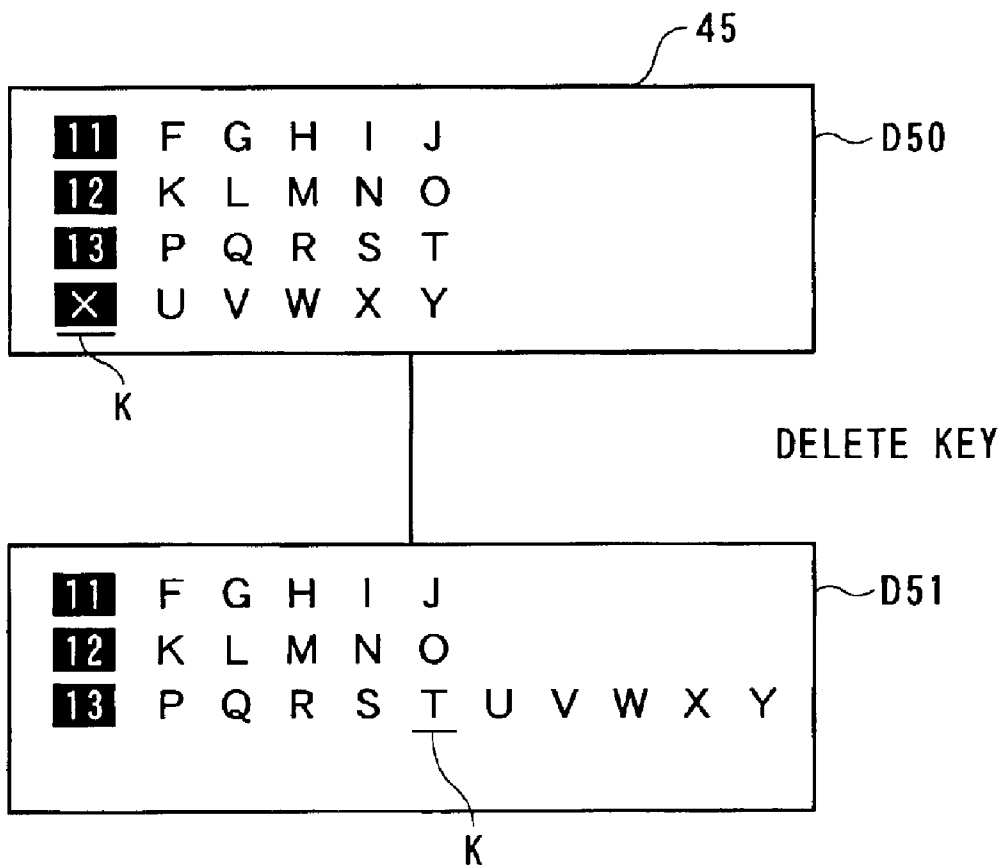 45
11 F G H I J
D50
12 K L M N O
13 P Q R S T
X U V W X Y
K
DELETE KEY
11 F G H I J
D51
12 K L M N O
13 P Q R S T U V W X Y
K